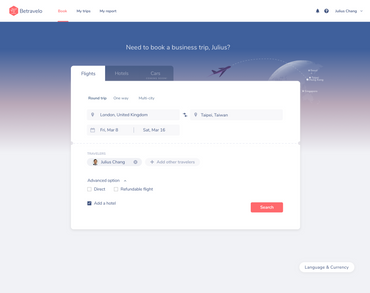 Betravelo
Book
My trips
My report
Julius Chang
Need to book a business trip, Julius?
Flights
Hotels
Cars
Round trip
One way
Multi-city
London, United Kingdom
Taipei, Taiwan
Fri, Mar 8
Sat, Mar 16
Julius Chang
Add other travelers
Advanced option
Direct
Refundable flight
Add a hotel
Search
Language & Currency